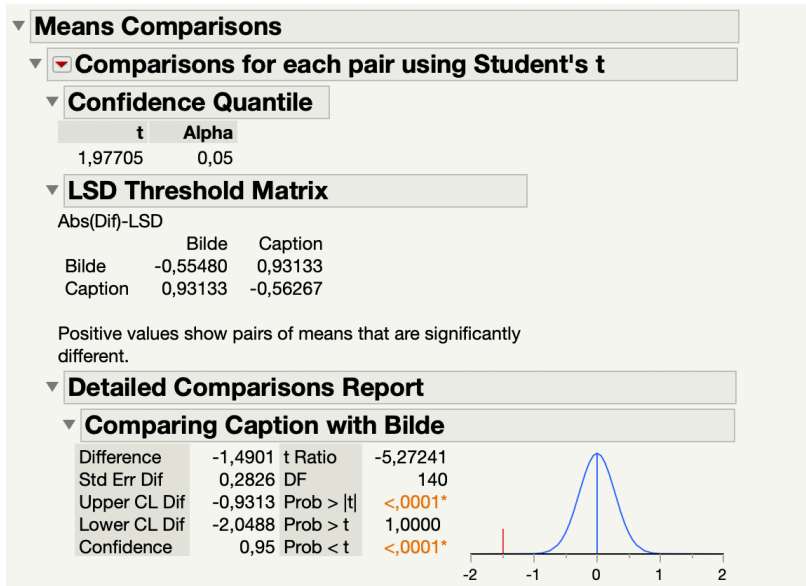 Means Comparisons
Comparisons for each pair using Student's t
Confidence Quantile
t Alpha
1,97705 0,05
LSD Threshold Matrix
Abs(Dif)-LSD
Bilde Caption
Bilde -0,55480 0,93133
Caption 0,93133 -0,56267
Positive values show pairs of means that are significantly
different.
Detailed Comparisons Report
Comparing Caption with Bilde
Difference -1,4901 t Ratio -5,27241
Std Err Dif 0,2826 DF 140
Upper CL Dif -0,9313 Prob > |t| <,0001*
Lower CL Dif -2,0488 Prob > t 1,0000
Confidence 0,95 Prob < t <,0001*
-2 -1 0 1 2